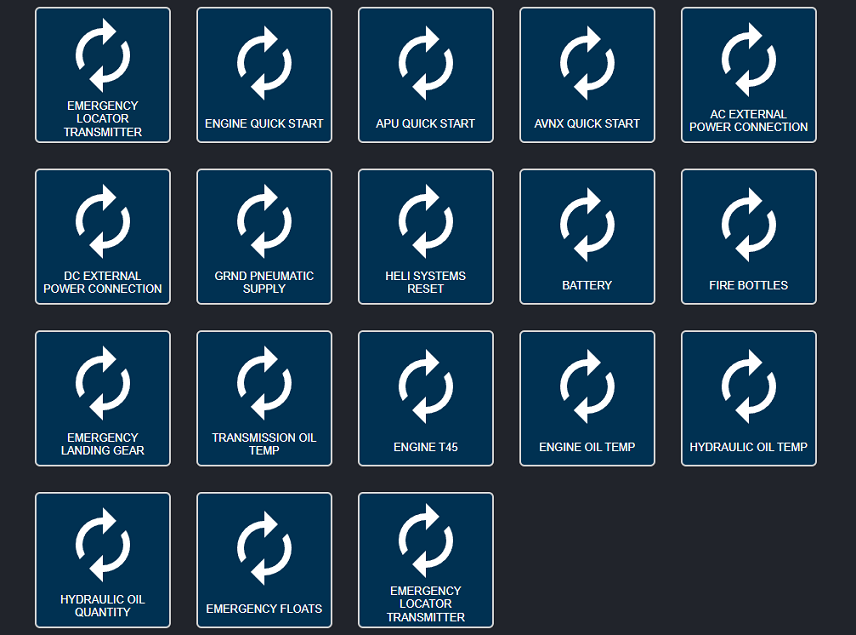 EMERGENCY
LOCATOR
TRANSMITTER
ENGINE QUICK START
APU QUICK START
AVNX QUICK START
AC EXTERNAL
POWER CONNECTION
DC EXTERNAL
POWER CONNECTION
GRND PNEUMATIC
SUPPLY
HELI SYSTEMS
RESET
BATTERY
FIRE BOTTLES
EMERGENCY
LANDING GEAR
TRANSMISSION OIL
TEMP
ENGINE T45
ENGINE OIL TEMP
HYDRAULIC OIL TEMP
HYDRAULIC OIL
QUANTITY
EMERGENCY FLOATS
EMERGENCY
LOCATOR
TRANSMITTER